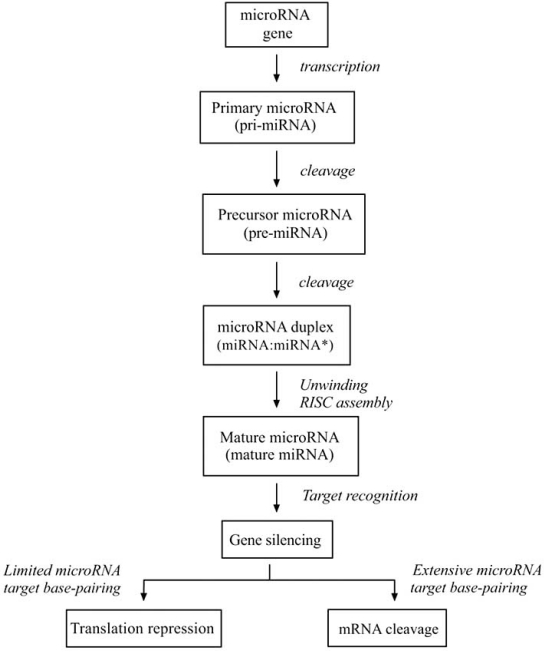 microRNA
gene
transcription
Primary microRNA
(pri-miRNA)
cleavage
Precursor microRNA
(pre-miRNA)
cleavage
microRNA duplex
(miRNA:miRNA*)
Unwinding
RISC assembly
Mature microRNA
(mature miRNA)
Target recognition
Gene silencing
Limited microRNA
target base-pairing
Extensive microRNA
target base-pairing
Translation repression
mRNA cleavage